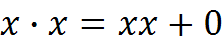 x · x = xx + 0